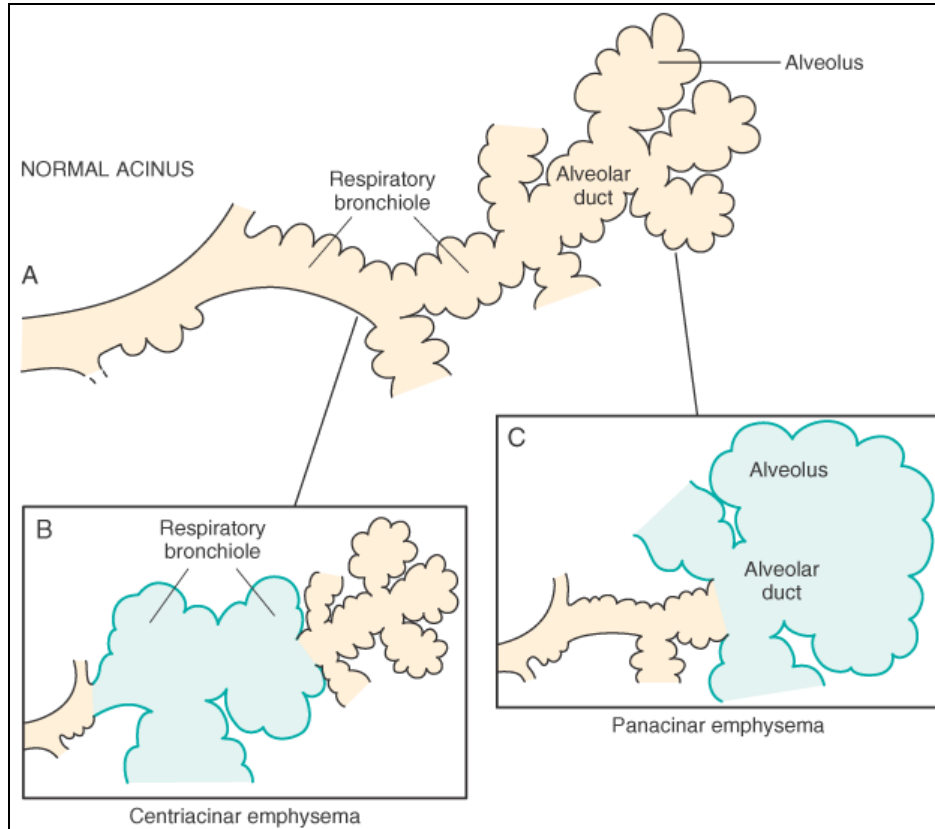 Alveolus
NORMAL ACINUS
Respiratory
bronchiole
Alveolar
duct
A
B
Respiratory
bronchiole
Centriacinar emphysema
C
Alveolus
Alveolar
duct
Panacinar emphysema